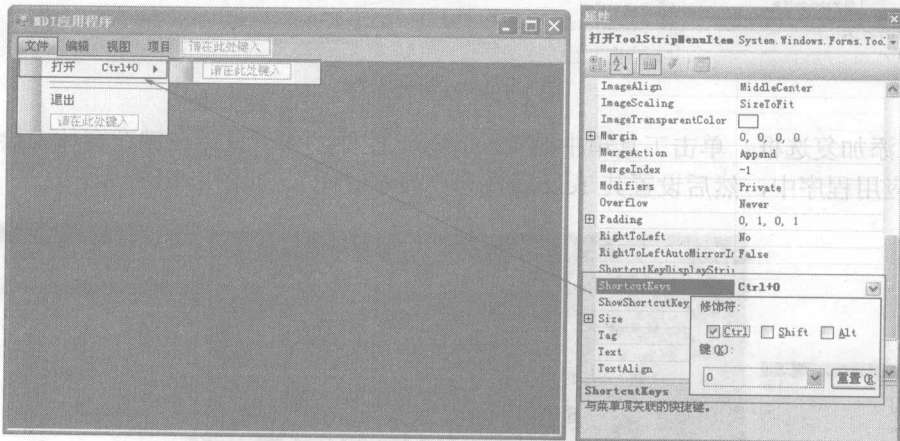 MDI应用程序
文件 编辑 视图 项目 请在此处键入
打开 Ctrl+O
请在此处键入
退出
请在此处键入
属性
打开ToolStripMenuItem System.Windows.Forms.Too
ImageAlign MiddleCenter
ImageScaling SizeToFit
ImageTransparentColor
Margin 0, 0, 0, 0
MergeAction Append
MergeIndex -1
Modifiers Private
Overflow Never
Padding 0, 1, 0, 1
RightToLeft No
RightToLeftAutoMirrorI False
ShortcutKeyDisplayStri
ShortcutKeys Ctrl+O
ShowShortcutKey
修饰符:
Size
Ctrl Shift Alt
Tag
键(K):
Text
TextAlign
O
重置(R
ShortcutKeys
与菜单项关联的快捷键。